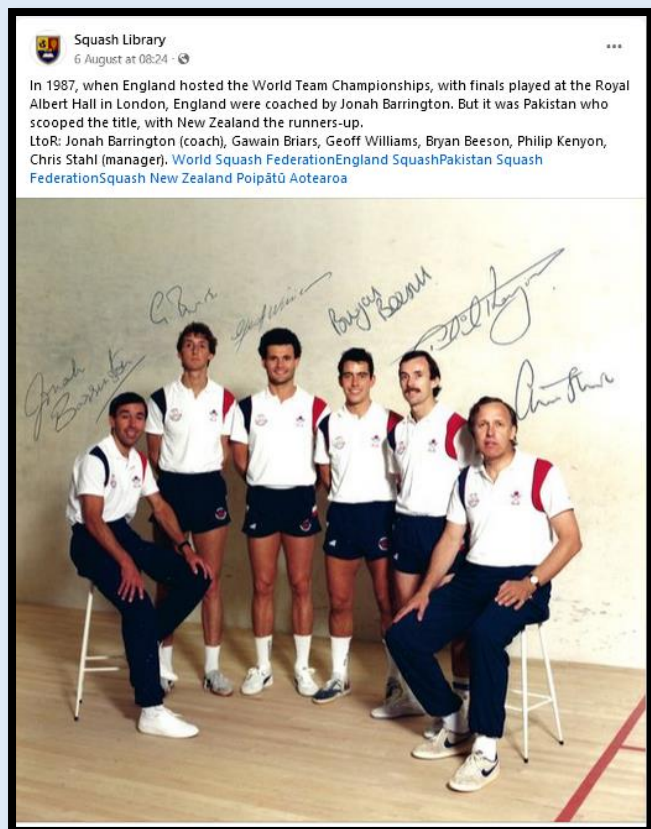 Squash Library
6 August at 08:24 ·
In 1987, when England hosted the World Team Championships, with finals played at the Royal
Albert Hall in London, England were coached by Jonah Barrington. But it was Pakistan who
scooped the title, with New Zealand the runners-up.
LtoR: Jonah Barrington (coach), Gawain Briars, Geoff Williams, Bryan Beeson, Philip Kenyon,
Chris Stahl (manager). World Squash FederationEngland SquashPakistan Squash
FederationSquash New Zealand Poipātū Aotearoa
Jonah
Barrington
Bryan
Beeson